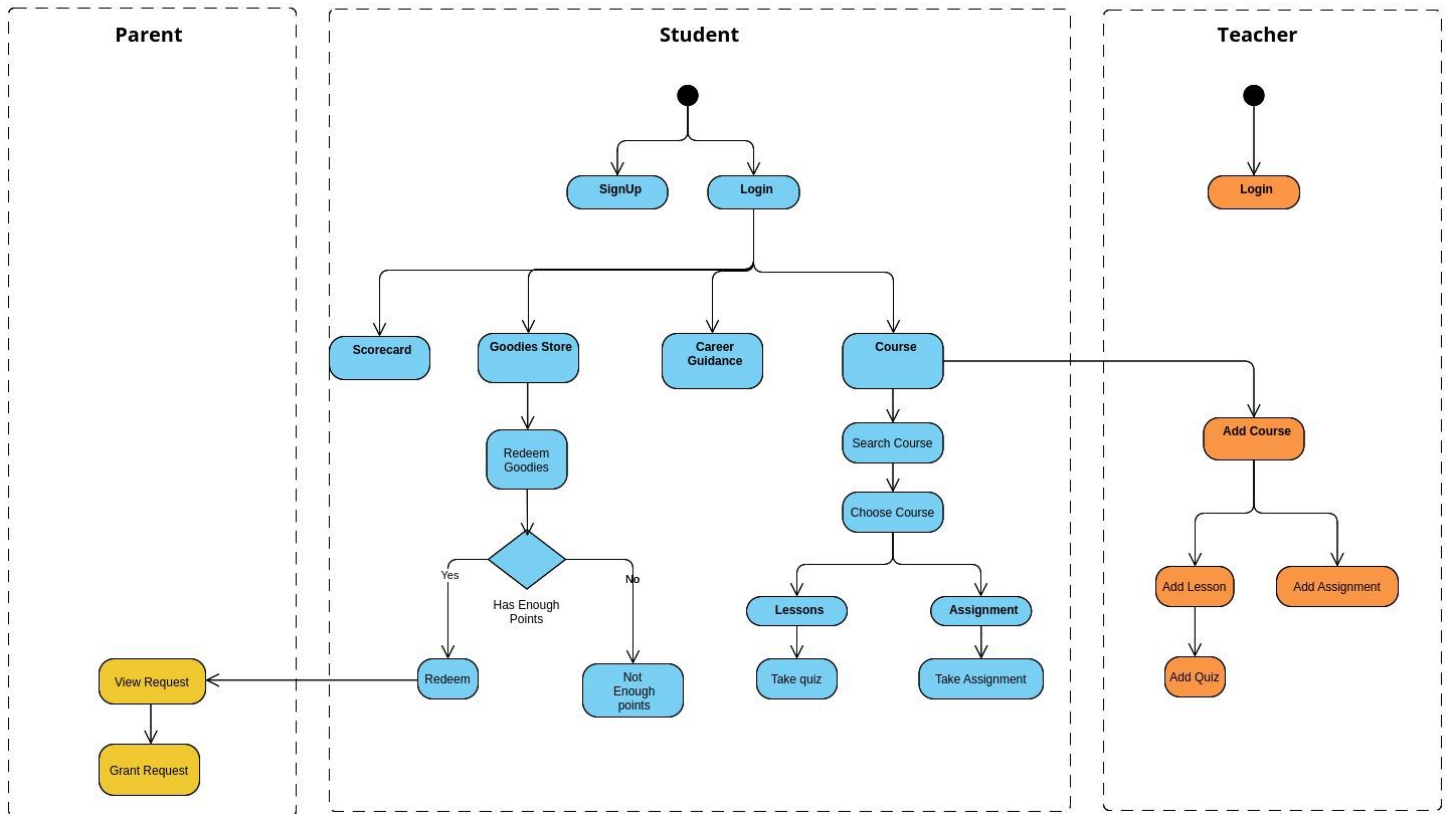 Parent
Student
Teacher
SignUp
Login
Login
Scorecard
Goodies Store
Career
Guidance
Course
Add Course
Search Course
Redeem
Goodies
Choose Course
Yes
No
Has Enough
Points
Add Lesson
Add Assignment
Lessons
Assignment
View Request
Redeem
Not
Enough
points
Take quiz
Take Assignment
Add Quiz
Grant Request